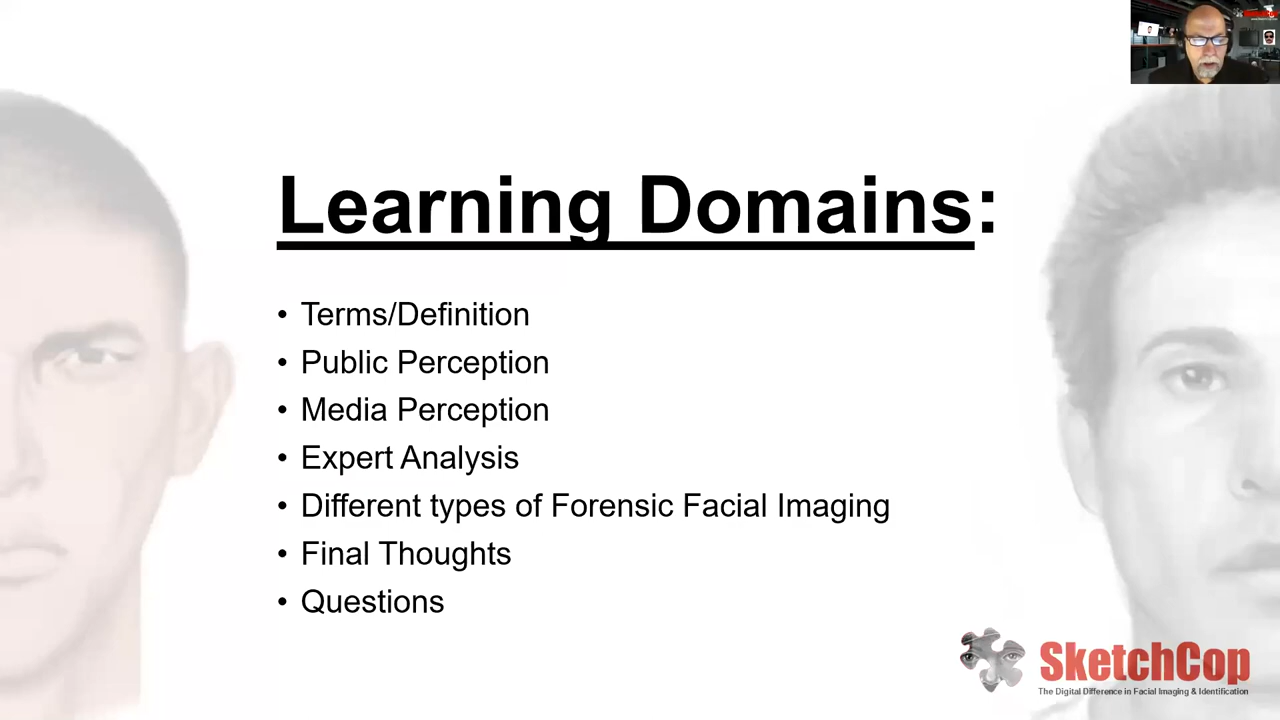 Learning Domains:
• Terms/Definition
• Public Perception
• Media Perception
• Expert Analysis
• Different types of Forensic Facial Imaging
• Final Thoughts
• Questions
SketchCop
The Digital Difference in Facial Imaging & Identification
SketchCop